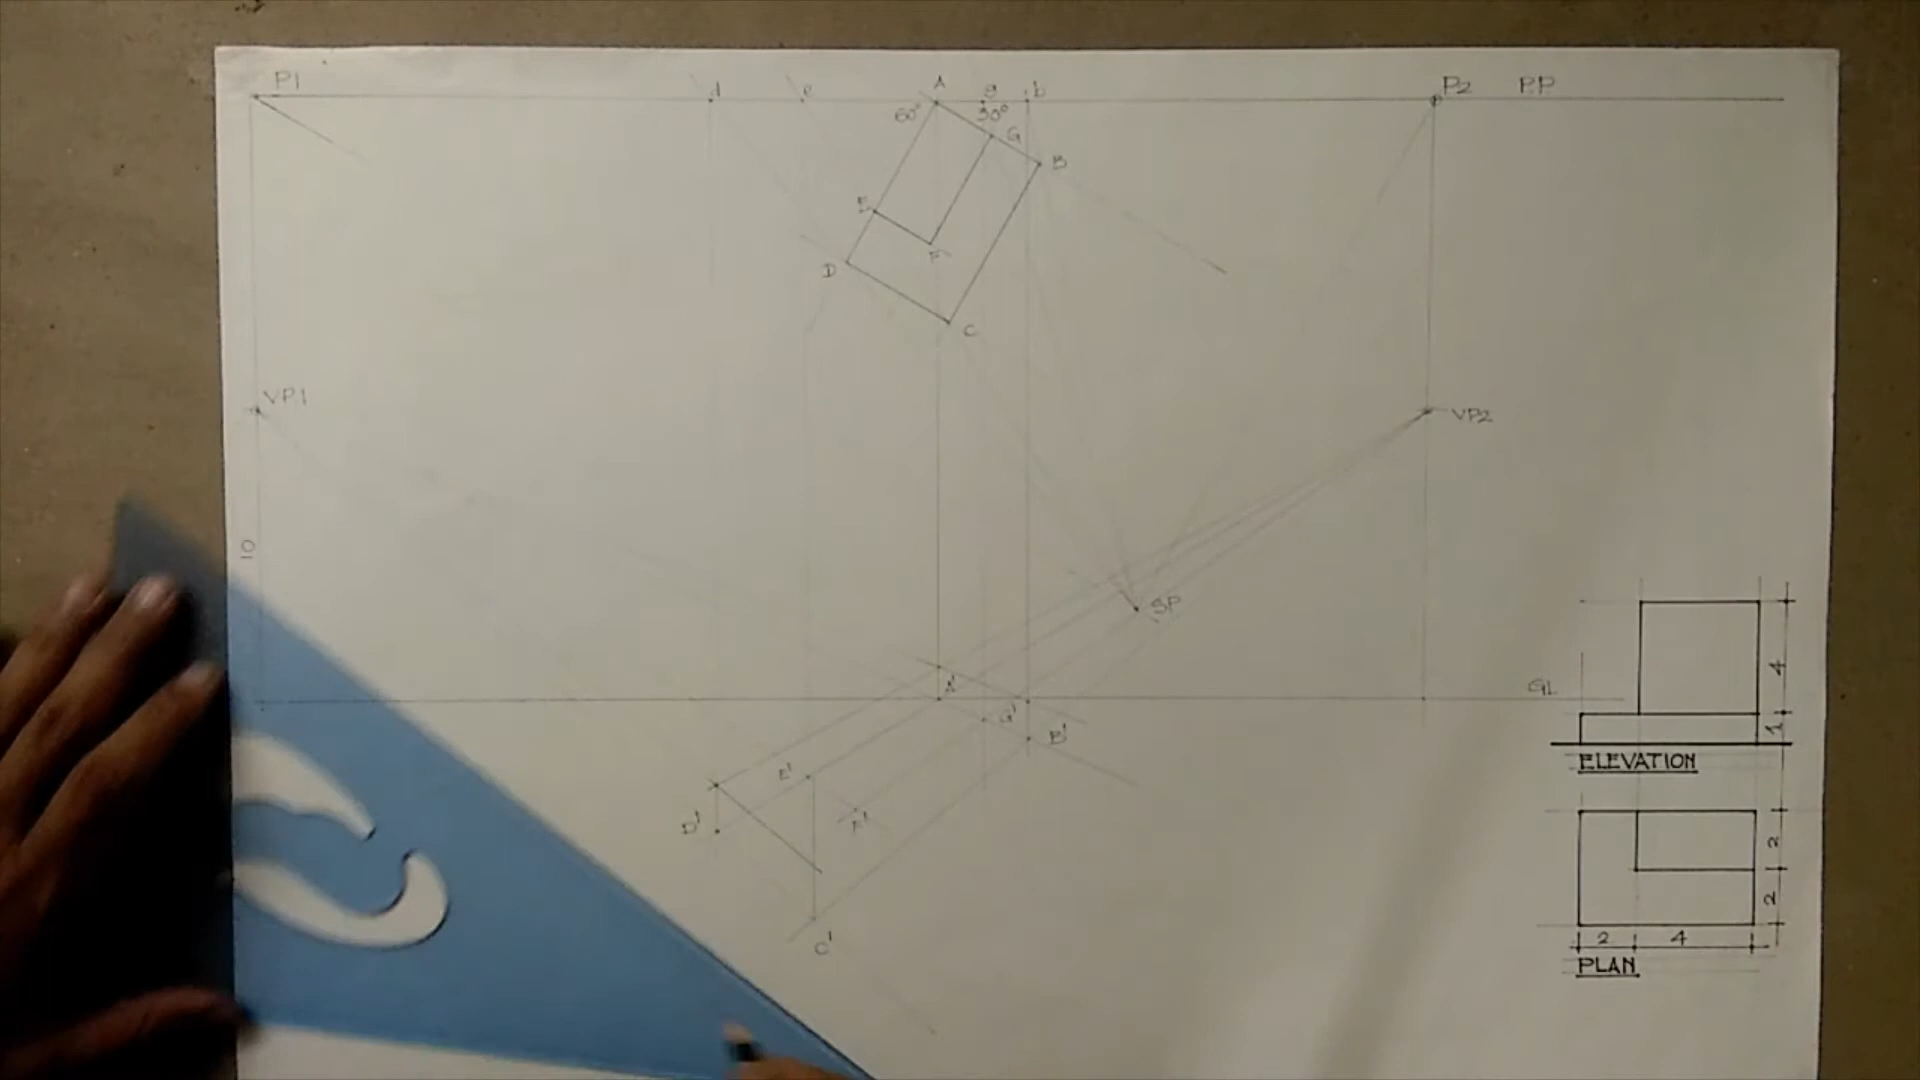 P1
d
e
A
g
b
P2
PP
60°
30°
G
B
E
F
D
C
VP1
VP2
10
SP
A'
GL
G'
B'
E'
F'
D'
C'
4
1
ELEVATION
2
2
2 4
PLAN